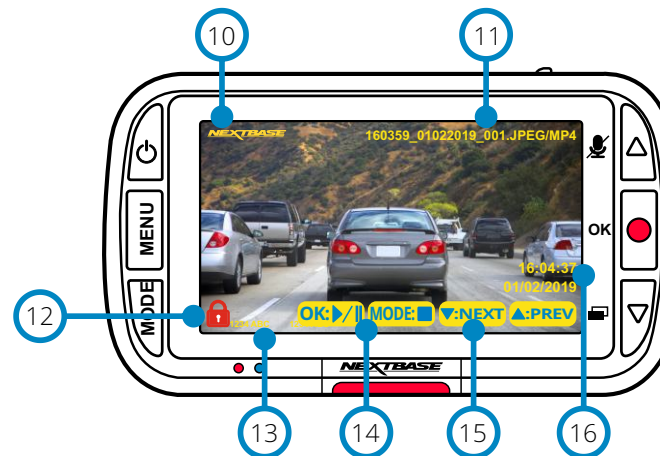 10
11
NEXTBASE
160359_01022019_001.JPEG/MP4
MENU
OK
16:04:37
01/02/2019
MODE
12
OK:▶/II
MODE:■
▼:NEXT
▲:PREV
NEXTBASE
13
14
15
16